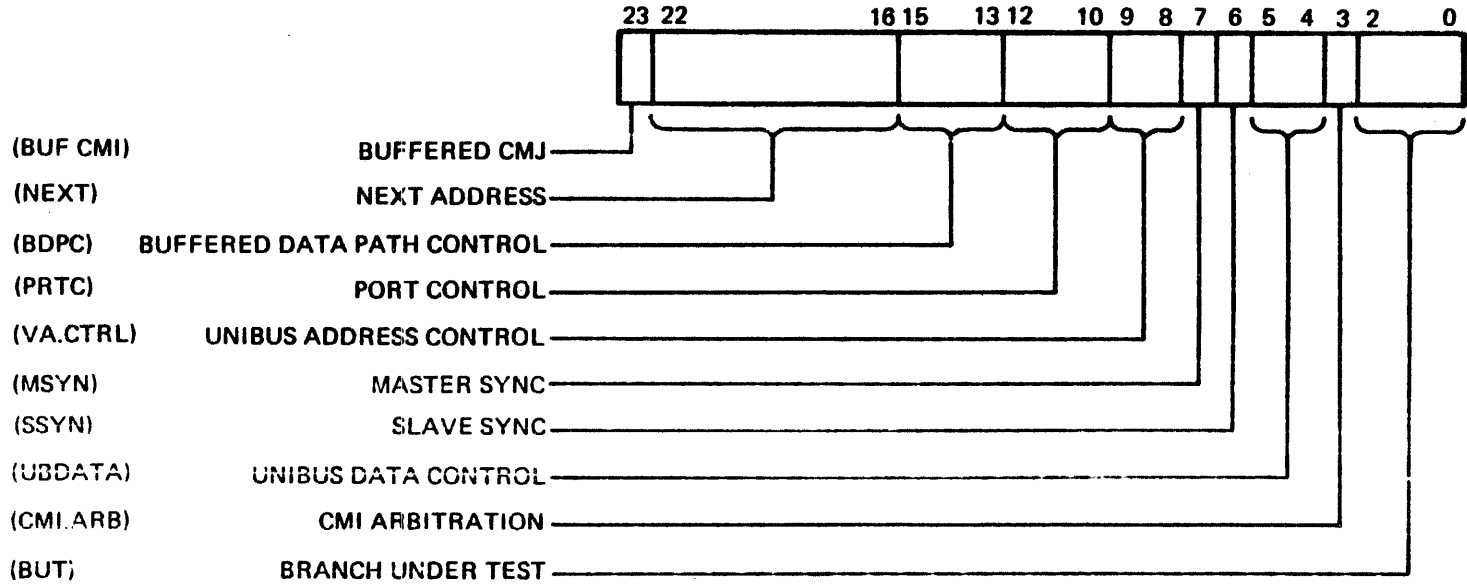 23 22 16 15 13 12 10 9 8 7 6 5 4 3 2 0
(BUF CMI) BUFFERED CMJ
(NEXT) NEXT ADDRESS
(BDPC) BUFFERED DATA PATH CONTROL
(PRTC) PORT CONTROL
(VA.CTRL) UNIBUS ADDRESS CONTROL
(MSYN) MASTER SYNC
(SSYN) SLAVE SYNC
(UBDATA) UNIBUS DATA CONTROL
(CMI.ARB) CMI ARBITRATION
(BUT) BRANCH UNDER TEST